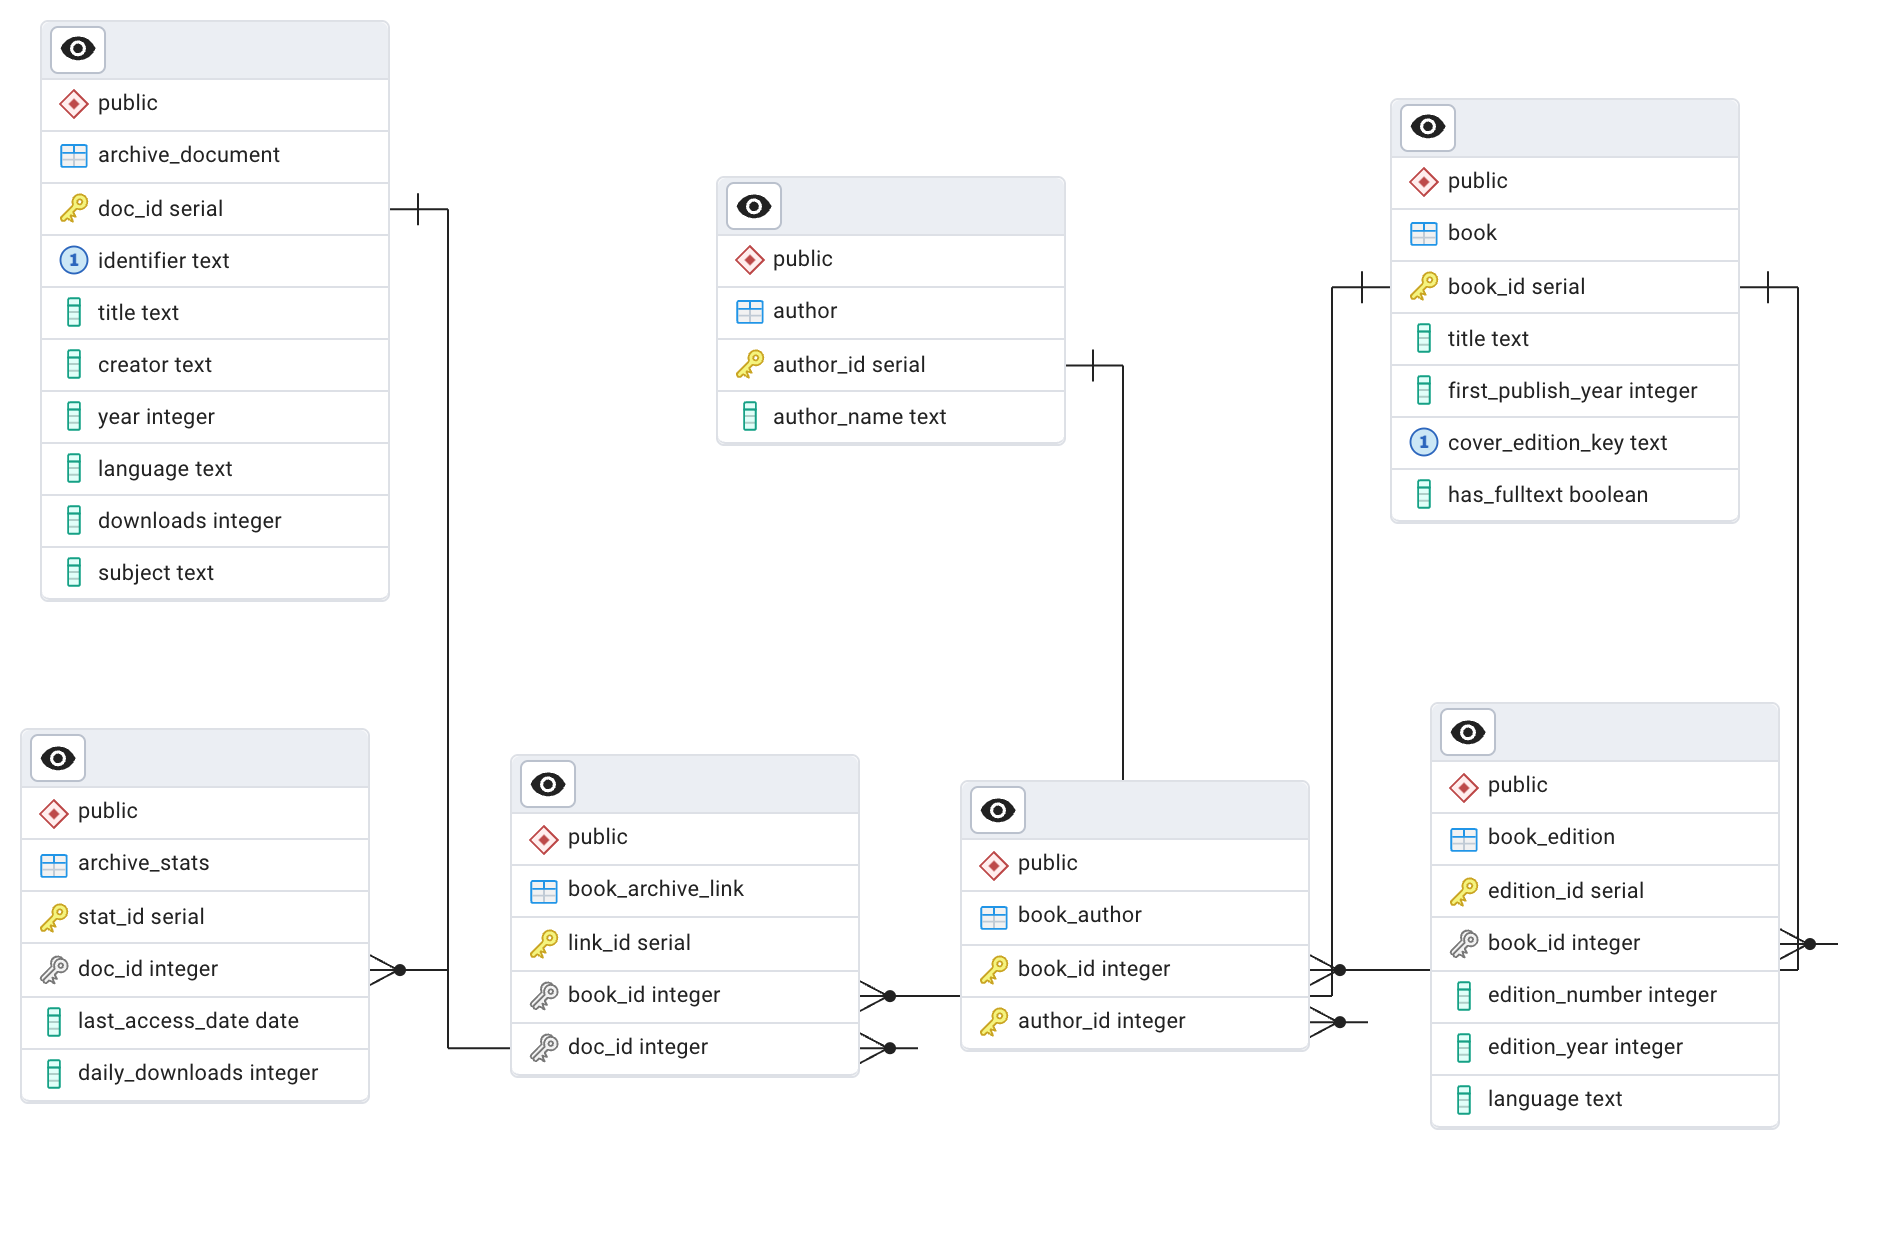 public
archive_document
doc_id serial
1 identifier text
title text
creator text
year integer
language text
downloads integer
subject text
public
author
author_id serial
author_name text
public
book
book_id serial
title text
first_publish_year integer
1 cover_edition_key text
has_fulltext boolean
public
archive_stats
stat_id serial
doc_id integer
last_access_date date
daily_downloads integer
public
book_archive_link
link_id serial
book_id integer
doc_id integer
public
book_author
book_id integer
author_id integer
public
book_edition
edition_id serial
book_id integer
edition_number integer
edition_year integer
language text